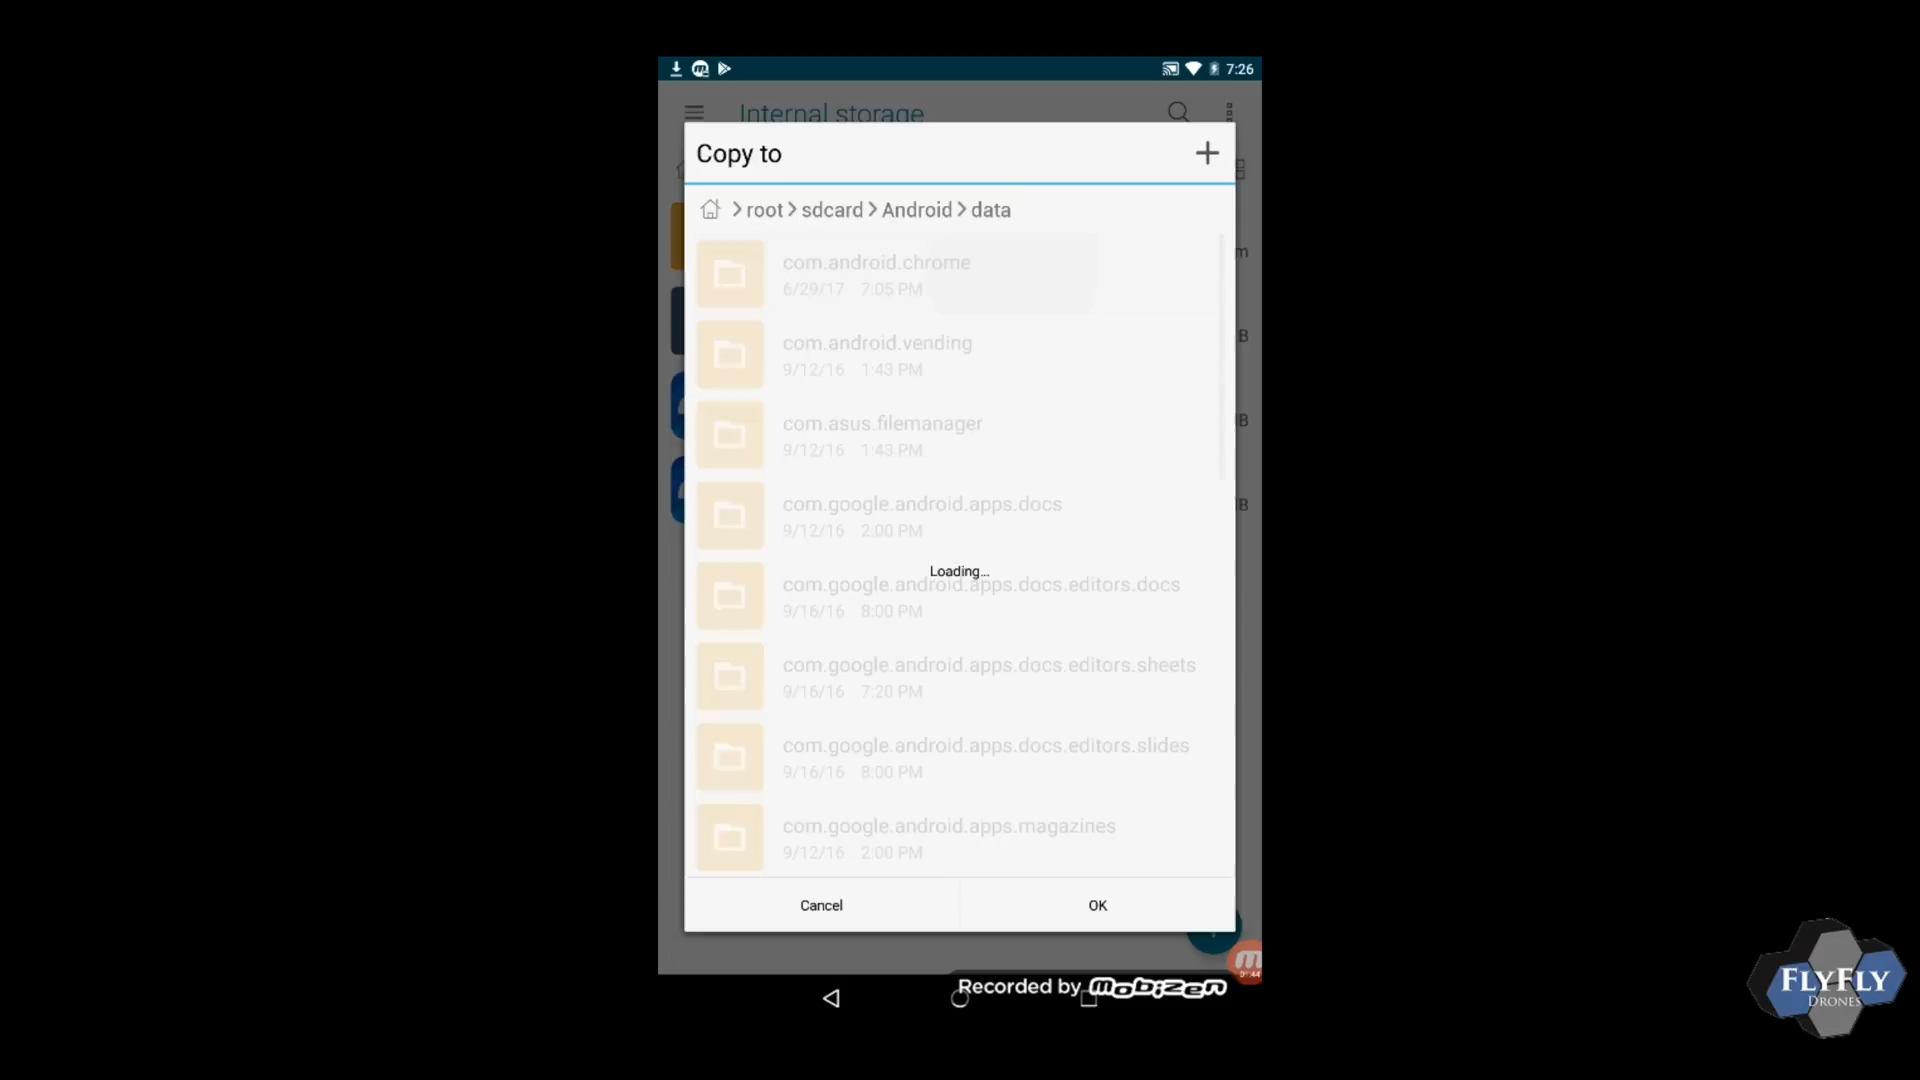 7:26
Internal storage
Copy to
root sdcard Android data
com.android.chrome
6/29/17 7:05 PM
m
com.android.vending
9/12/16 1:43 PM
B
com.asus.filemanager
9/12/16 1:43 PM
B
com.google.android.apps.docs
9/12/16 2:00 PM
B
Loading...
com.google.android.apps.docs.editors.docs
9/16/16 8:00 PM
com.google.android.apps.docs.editors.sheets
9/16/16 7:20 PM
com.google.android.apps.docs.editors.slides
9/16/16 8:00 PM
com.google.android.apps.magazines
9/12/16 2:00 PM
Cancel OK
01:44
Recorded by mobizen
FLYFLY
DRONES